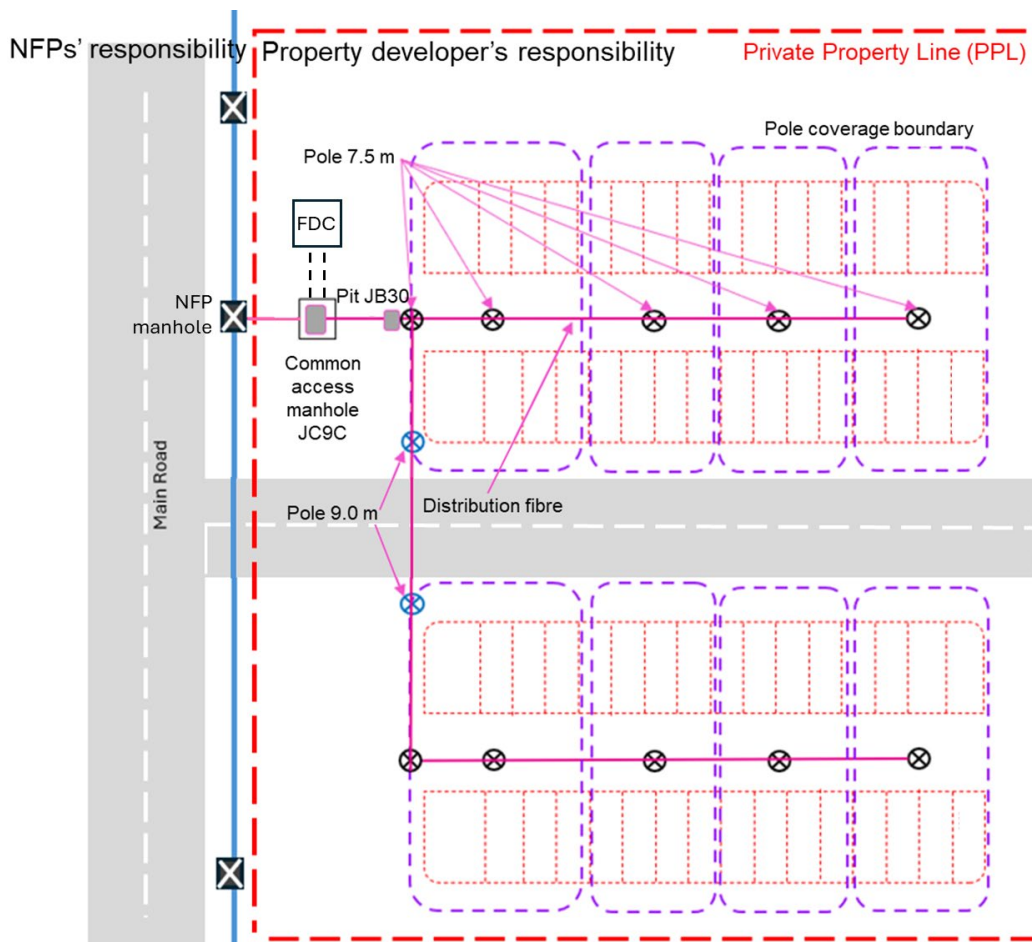 NFPs' responsibility
Property developer's responsibility
Private Property Line (PPL)
Pole coverage boundary
Pole 7.5 m
FDC
Pit JB30
NFP
manhole
Common
access
manhole
JC9C
Main Road
Pole 9.0 m
Distribution fibre